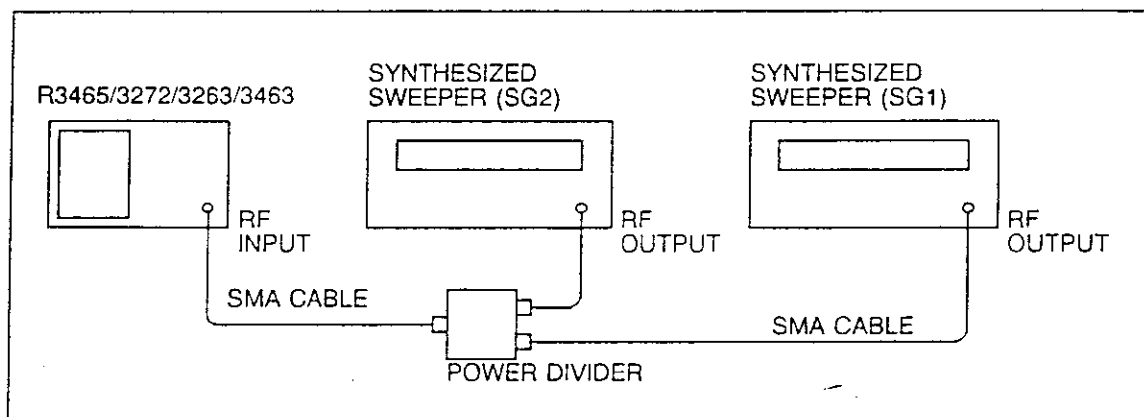 R3465/3272/3263/3463
SYNTHESIZED
SWEEPER (SG2)
SYNTHESIZED
SWEEPER (SG1)
RF
INPUT
RF
OUTPUT
RF
OUTPUT
SMA CABLE
SMA CABLE
POWER DIVIDER